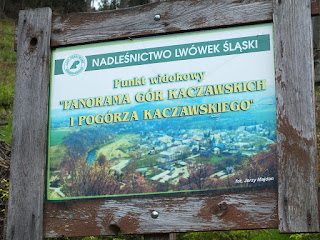 NADLEŚNICTWO LWÓWEK ŚLĄSKI
Punkt widokowy
"PANORAMA GÓR KACZAWSKICH
I POGÓRZA KACZAWSKIEGO"
fot. Jerzy Majdan